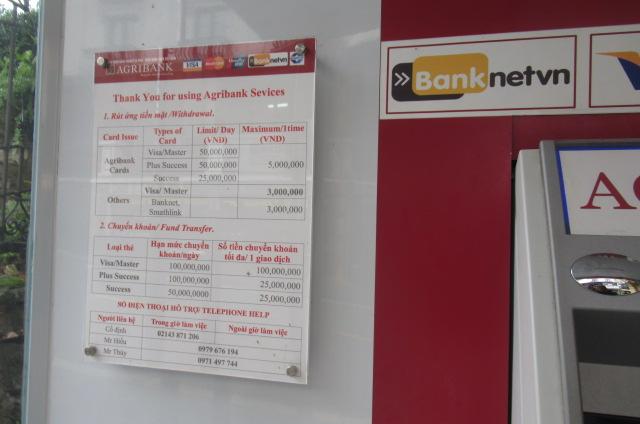 AGRIBANK VISA Banknetvn
Thank You for using Agribank Sevices
1. Rút ứng tiền mặt /Withdrawal.
Card Issue Types of Card Limit/ Day (VND) Maximum/1time (VND)
Agribank Cards Visa/Master 50,000,000 5,000,000
Plus Success 50,000,000
Success 25,000,000
Others Visa/ Master 3,000,000
Banknet, Smathlink 3,000,000
2. Chuyển khoản/ Fund Transfer.
Loại thẻ Hạn mức chuyển khoản/ngày Số tiền chuyển khoản tối đa/ 1 giao dịch
Visa/Master 100,000,000 100,000,000
Plus Success 100,000,000 25,000,000
Success 50,000,0000 25,000,000
SỐ ĐIỆN THOẠI HỖ TRỢ/ TELEPHONE HELP
Người liên hệ Trong giờ làm việc Ngoài giờ làm việc
Cố định 02143 871 206
Mr Hiếu 0979 676 194
Mr Thùy 0971 497 744
Banknetvn
AG